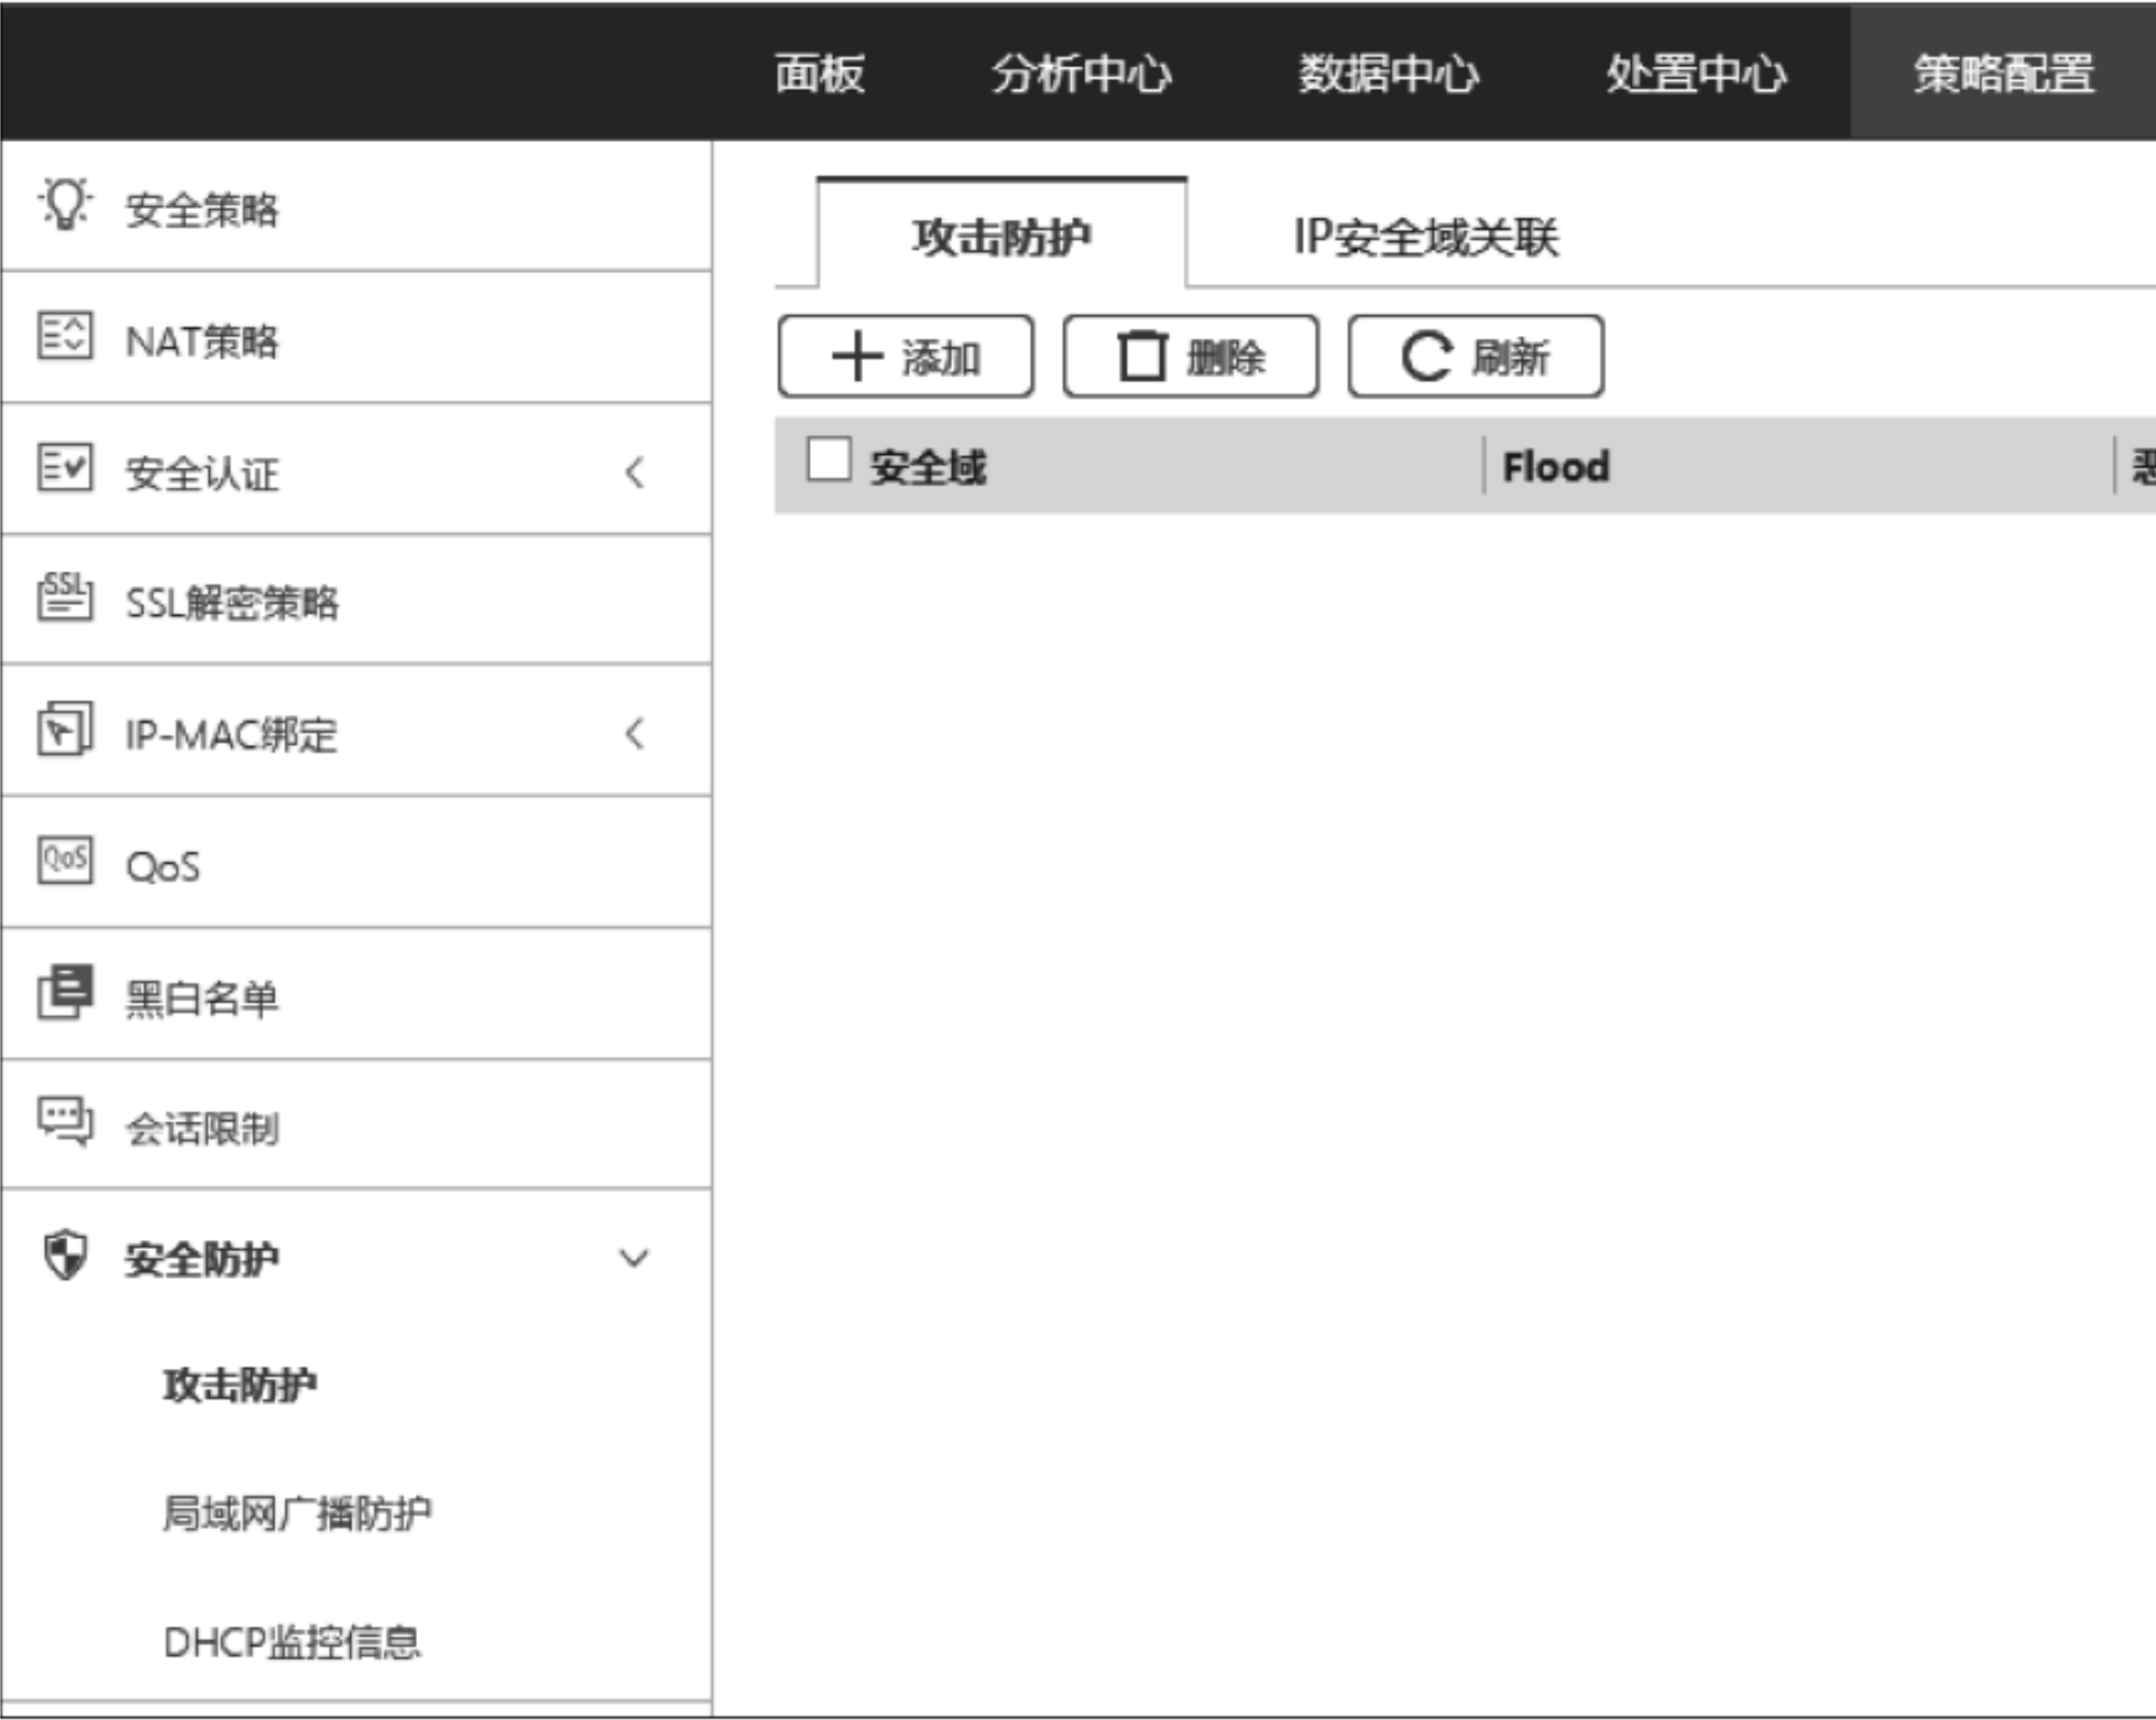 面板 分析中心 数据中心 处置中心 策略配置
安全策略
NAT策略
安全认证
SSL解密策略
IP-MAC绑定
QoS
黑白名单
会话限制
安全防护
攻击防护
局域网广播防护
DHCP监控信息
攻击防护 IP安全域关联
添加 删除 刷新
安全域 Flood